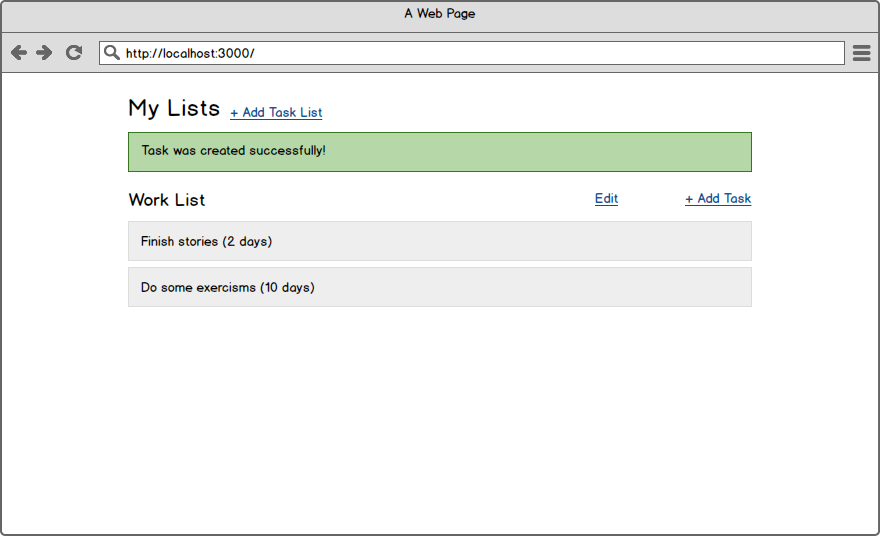 A Web Page
http://localhost:3000/
My Lists + Add Task List
Task was created successfully!
Work List Edit + Add Task
Finish stories (2 days)
Do some exercisms (10 days)